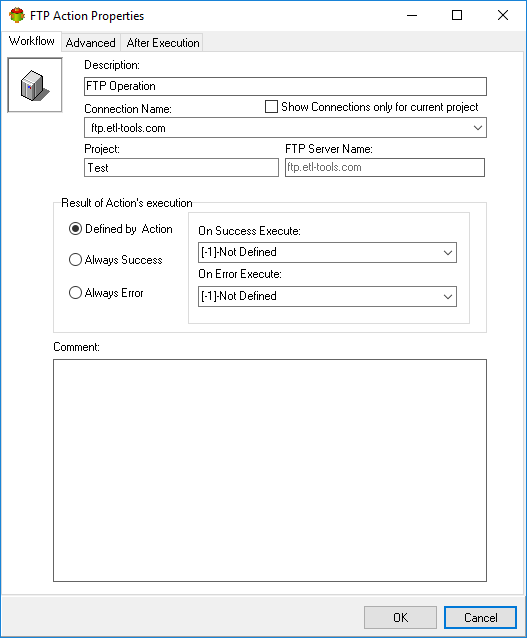 FTP Action Properties
Workflow Advanced After Execution
Description:
FTP Operation
Connection Name: Show Connections only for current project
ftp.etl-tools.com
Project: FTP Server Name:
Test ftp.etl-tools.com
Result of Action's execution
Defined by Action
On Success Execute:
[-1]-Not Defined
Always Success
On Error Execute:
Always Error
[-1]-Not Defined
Comment:
OK Cancel